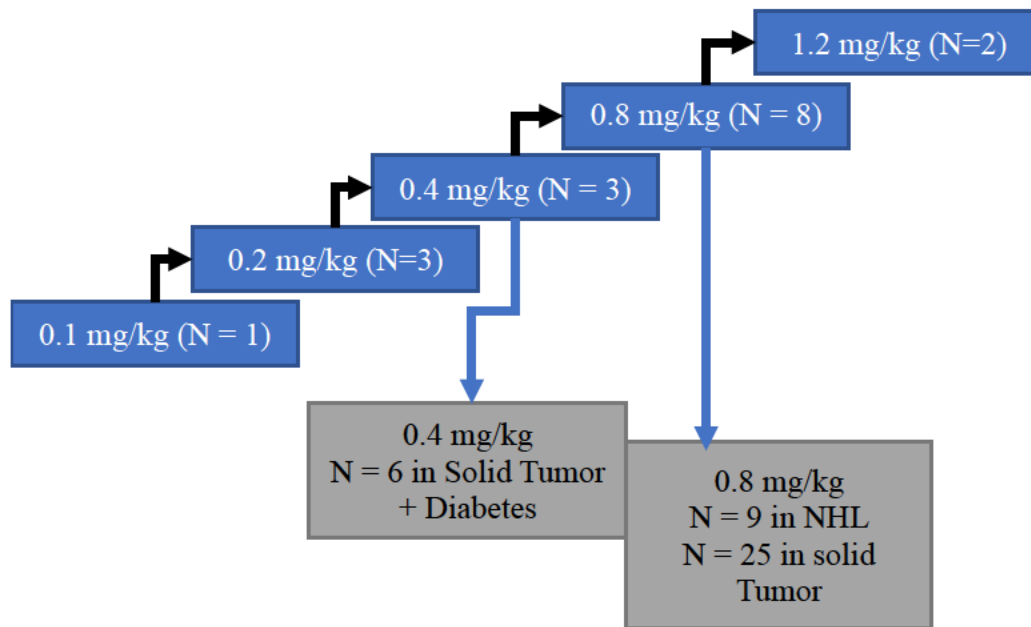 1.2 mg/kg (N=2)
0.8 mg/kg (N = 8)
0.4 mg/kg (N = 3)
0.2 mg/kg (N=3)
0.1 mg/kg (N = 1)
0.4 mg/kg
N = 6 in Solid Tumor
+ Diabetes
0.8 mg/kg
N = 9 in NHL
N = 25 in solid
Tumor